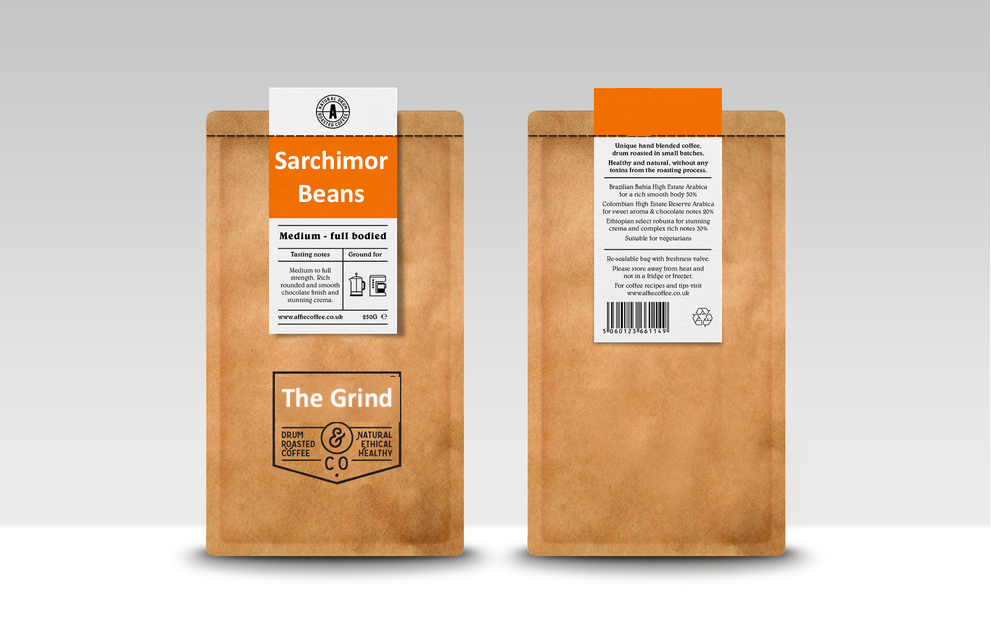 NATURAL DRUM
A
ROASTED COFFEE
Sarchimor
Beans
Medium - full bodied
Tasting notes
Medium to full
strength. Rich
rounded and smooth
chocolate finish and
stunning crema.
Ground for
www.alfiecoffee.co.uk 250G ℮
The Grind
DRUM
ROASTED
COFFEE
&
NATURAL
ETHICAL
HEALTHY
CO
Unique hand blended coffee,
drum roasted in small batches.
Healthy and natural, without any
toxins from the roasting process.
Brazilian Bahia High Estate Arabica
for a rich smooth body 50%
Colombian High Estate Reserve Arabica
for sweet aroma & chocolate notes 20%
Ethiopian select robusta for stunning
crema and complex rich notes 30%
Suitable for vegetarians
Re-sealable bag with freshness valve.
Please store away from heat and
not in a fridge or freezer.
For coffee recipes and tips visit
www.alfiecoffee.co.uk
5 060123 661149